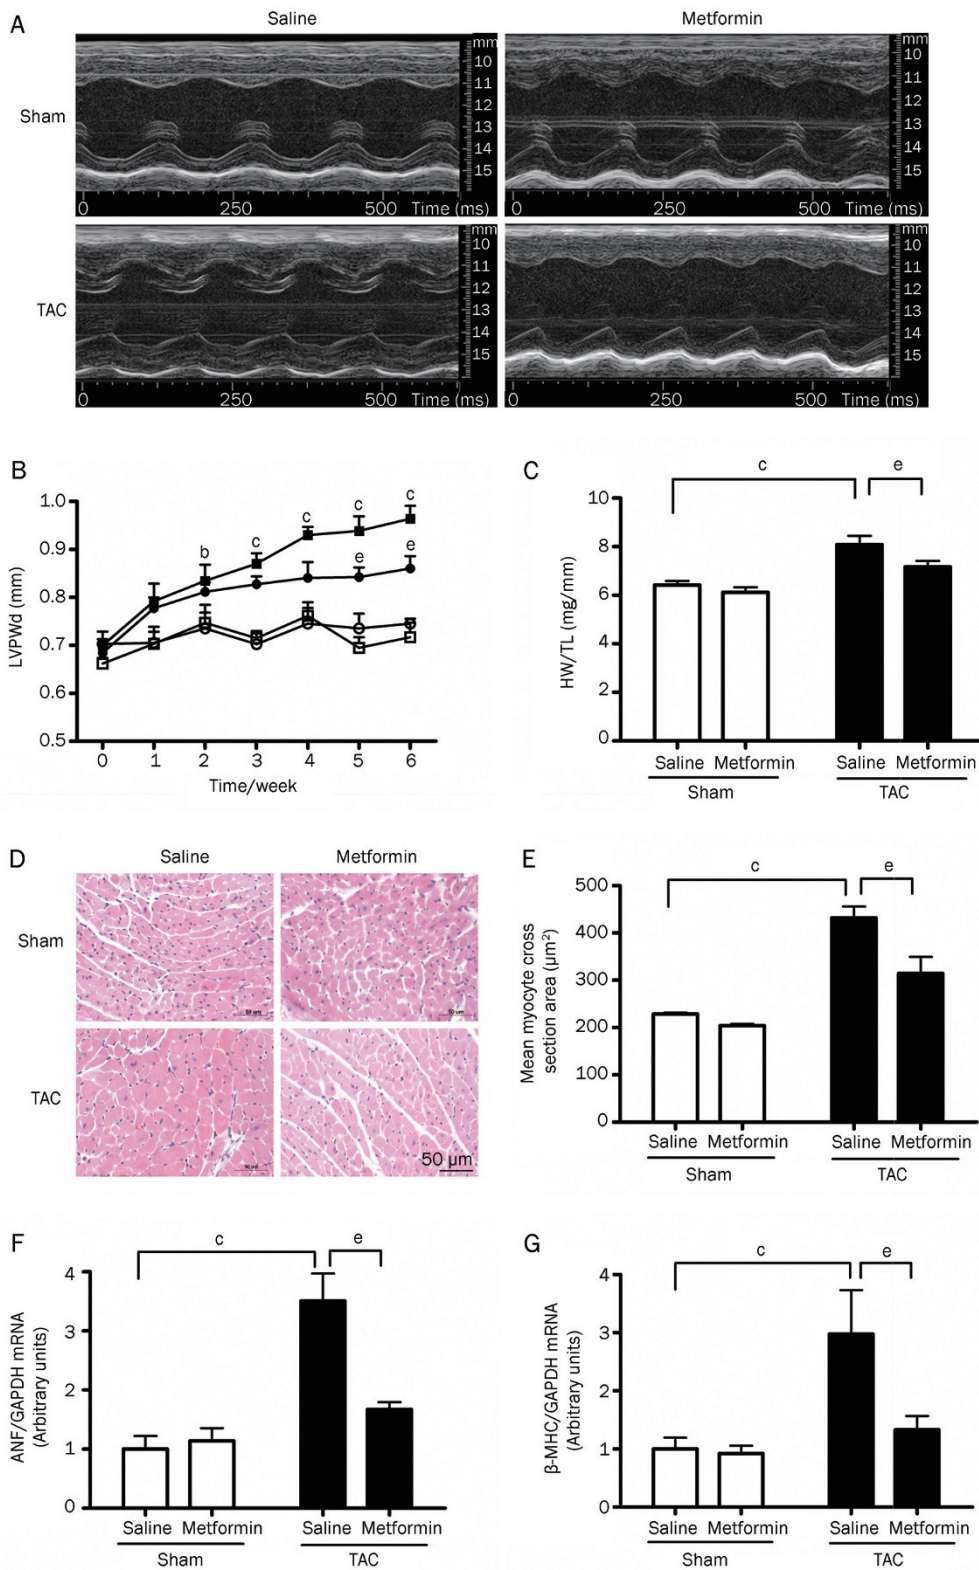 A
Saline
Metformin
Sham
mm
10
11
12
13
14
15
0 250 500 Time (ms)
mm
10
11
12
13
14
15
0 250 500 Time (ms)
TAC
mm
10
11
12
13
14
15
0 250 500 Time (ms)
mm
10
11
12
13
14
15
0 250 500 Time (ms)
B
LVPWd (mm)
1.0
0.9
0.8
0.7
0.6
0.5
b c c c c
e e
0 1 2 3 4 5 6
Time/week
C
c e
HW/TL (mg/mm)
10
8
6
4
2
0
Saline Metformin Saline Metformin
Sham TAC
D
Saline Metformin
Sham
50 μm 50 μm
TAC
50 μm
50 μm
E
c e
Mean myocyte cross
section area (μm²)
500
400
300
200
100
0
Saline Metformin Saline Metformin
Sham TAC
F
c e
ANF/GAPDH mRNA
(Arbitrary units)
4
3
2
1
0
Saline Metformin Saline Metformin
Sham TAC
G
c e
β-MHC/GAPDH mRNA
(Arbitrary units)
4
3
2
1
0
Saline Metformin Saline Metformin
Sham TAC